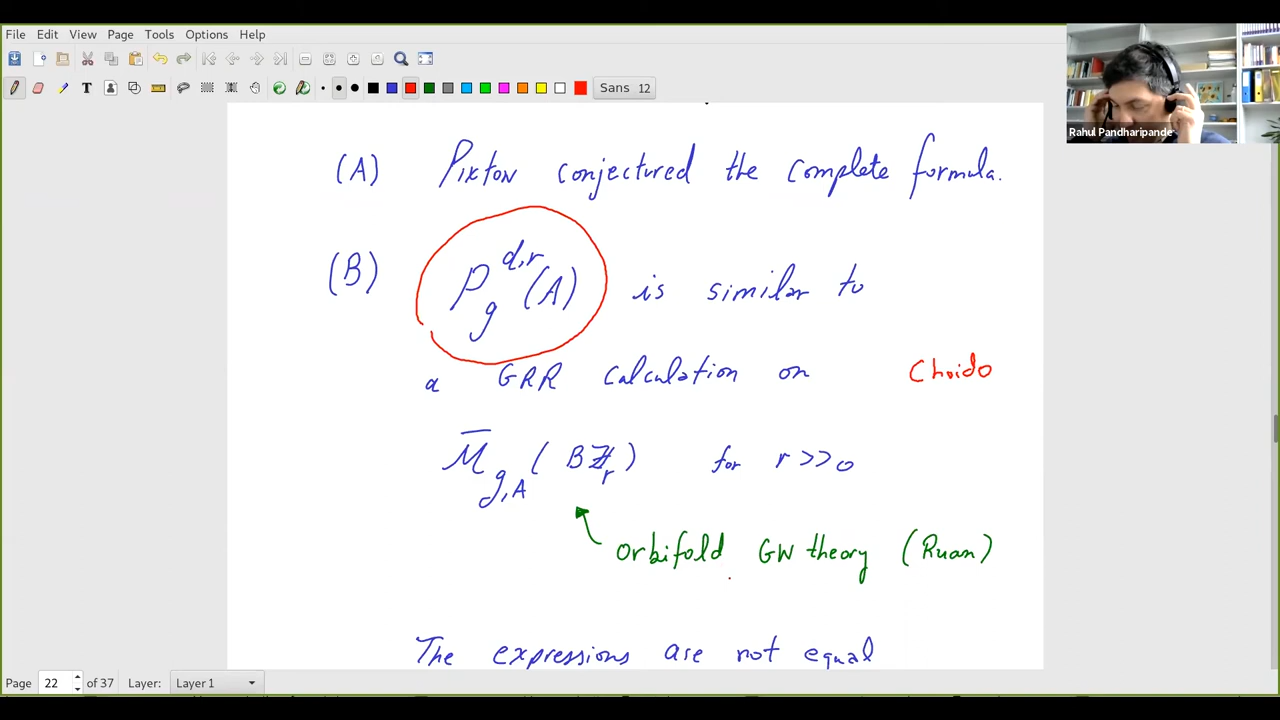 File Edit View Page Tools Options Help
Sans 12
Rahul Pandharipande
(A) Pixton conjectured the complete formula.
(B) P_g^{d,r}(A) is similar to
a GRR calculation on Choido
M̄_{g,A}(Bℤ_r) for r >> 0
Orbifold GW theory (Ruan)
The expressions are not equal
Page 22 of 37 Layer: Layer 1